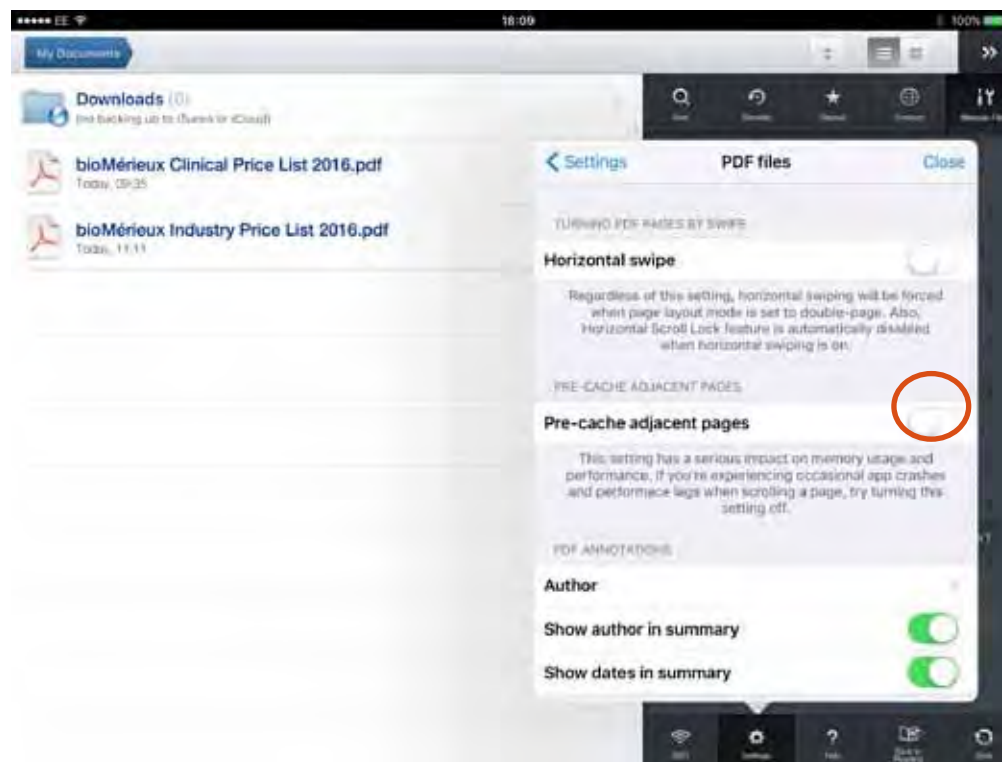 EE 18:09 100%
My Documents
Downloads (0)
(no backing up to iTunes or iCloud)
bioMérieux Clinical Price List 2016.pdf
Today, 09:35
bioMérieux Industry Price List 2016.pdf
Today, 11:11
Settings PDF files Close
TURNING PDF PAGES BY SWIPE
Horizontal swipe
Regardless of this setting, horizontal swiping will be forced
when page layout mode is set to double-page. Also,
Horizontal Scroll Lock feature is automatically disabled
when horizontal swiping is on.
PRE-CACHE ADJACENT PAGES
Pre-cache adjacent pages
This setting has a serious impact on memory usage and
performance. If you're experiencing occasional app crashes
and performace lags when scrolling a page, try turning this
setting off.
PDF ANNOTATIONS
Author
Show author in summary
Show dates in summary
Settings